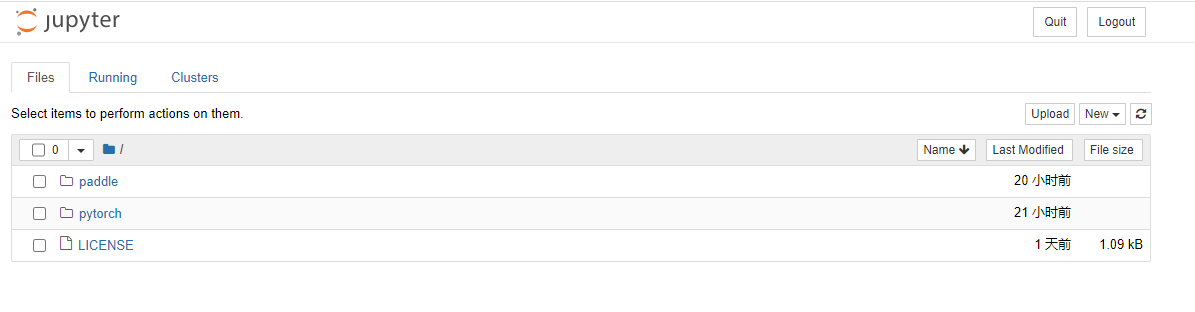 jupyter Quit Logout
Files Running Clusters
Select items to perform actions on them. Upload New
0 / Name Last Modified File size
paddle 20 小时前
pytorch 21 小时前
LICENSE 1 天前 1.09 kB